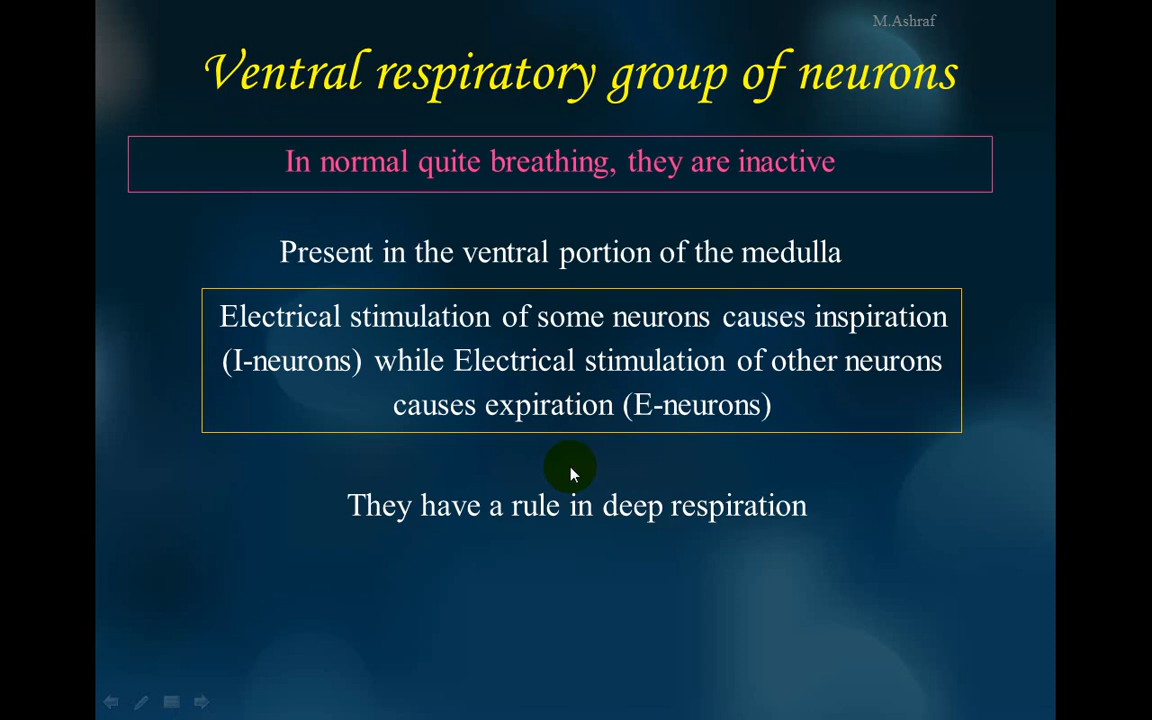 M.Ashraf
Ventral respiratory group of neurons
In normal quite breathing, they are inactive
Present in the ventral portion of the medulla
Electrical stimulation of some neurons causes inspiration
(I-neurons) while Electrical stimulation of other neurons
causes expiration (E-neurons)
They have a rule in deep respiration